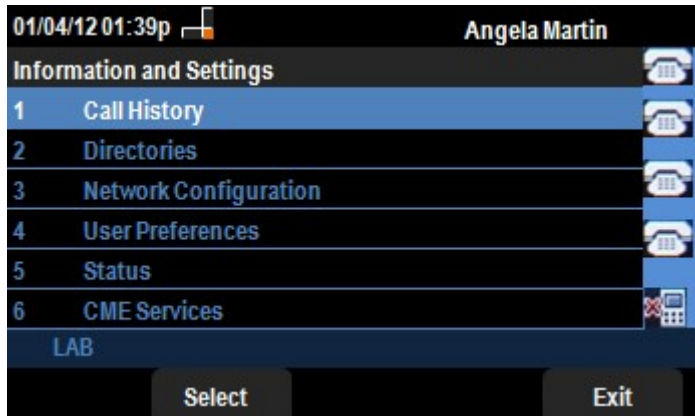 01/04/12 01:39p Angela Martin
Information and Settings
1 Call History
2 Directories
3 Network Configuration
4 User Preferences
5 Status
6 CME Services
LAB
Select Exit